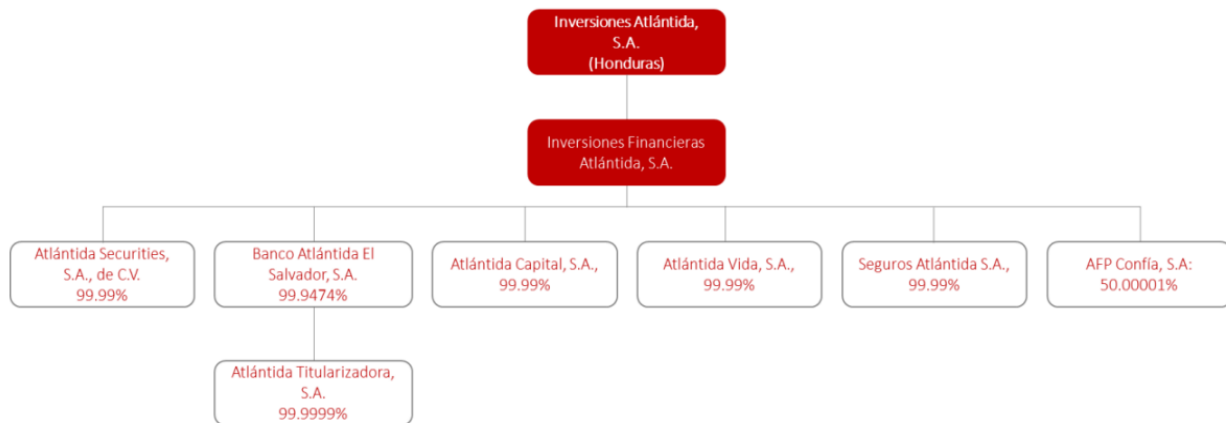 Inversiones Atlántida,
S.A.
(Honduras)
Inversiones Financieras
Atlántida, S.A.
Atlántida Securities,
S.A., de C.V.
99.99%
Banco Atlántida El
Salvador, S.A.
99.9474%
Atlántida Capital, S.A.,
99.99%
Atlántida Vida, S.A.,
99.99%
Seguros Atlántida S.A.,
99.99%
AFP Confía, S.A:
50.00001%
Atlántida Titularizadora,
S.A.
99.9999%